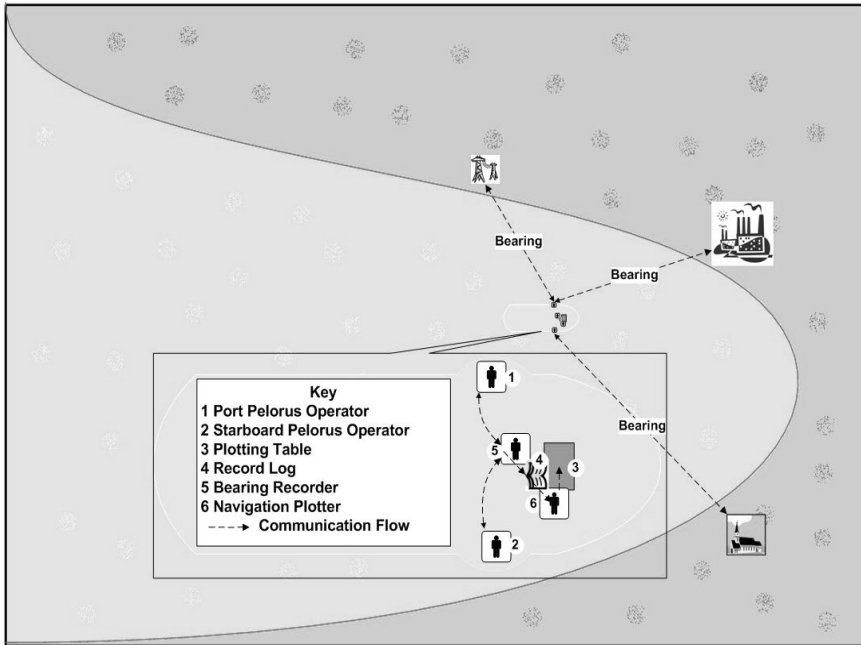 Bearing
Bearing
Bearing
Key
1 Port Pelorus Operator
2 Starboard Pelorus Operator
3 Plotting Table
4 Record Log
5 Bearing Recorder
6 Navigation Plotter
Communication Flow
1
5
4
3
6
2